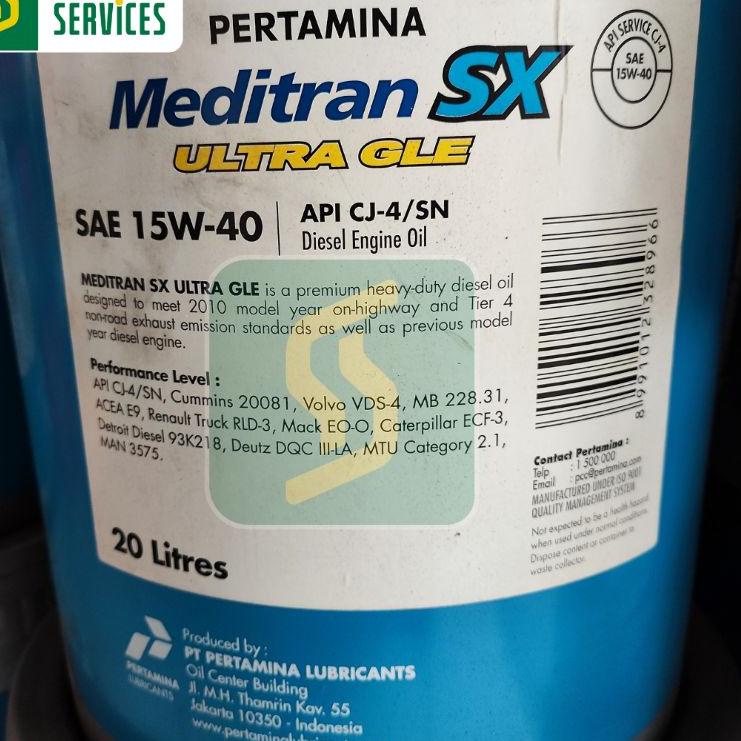 SERVICES
PERTAMINA
Meditran SX
ULTRA GLE
API SERVICE CJ-4
SAE
15W-40
SAE 15W-40
API CJ-4/SN
Diesel Engine Oil
MEDITRAN SX ULTRA GLE is a premium heavy-duty diesel oil
designed to meet 2010 model year on-highway and Tier 4
non-road exhaust emission standards as well as previous model
year diesel engine.
Performance Level :
API CJ-4/SN, Cummins 20081, Volvo VDS-4, MB 228.31,
ACEA E9, Renault Truck RLD-3, Mack EO-O, Caterpillar ECF-3,
Detroit Diesel 93K218, Deutz DQC III-LA, MTU Category 2.1,
MAN 3575.
8 991012 328966
Contact Pertamina :
Telp : 1 500 000
Email : pcc@pertamina.com
MANUFACTURED UNDER ISO 9001
QUALITY MANAGEMENT SYSTEM
Not expected to be a health hazard
when used under normal conditions.
Dispose content or container to
waste collector.
20 Litres
PERTAMINA
LUBRICANTS
Produced by :
PT PERTAMINA LUBRICANTS
Oil Center Building
Jl. M.H. Thamrin Kav. 55
Jakarta 10350 - Indonesia